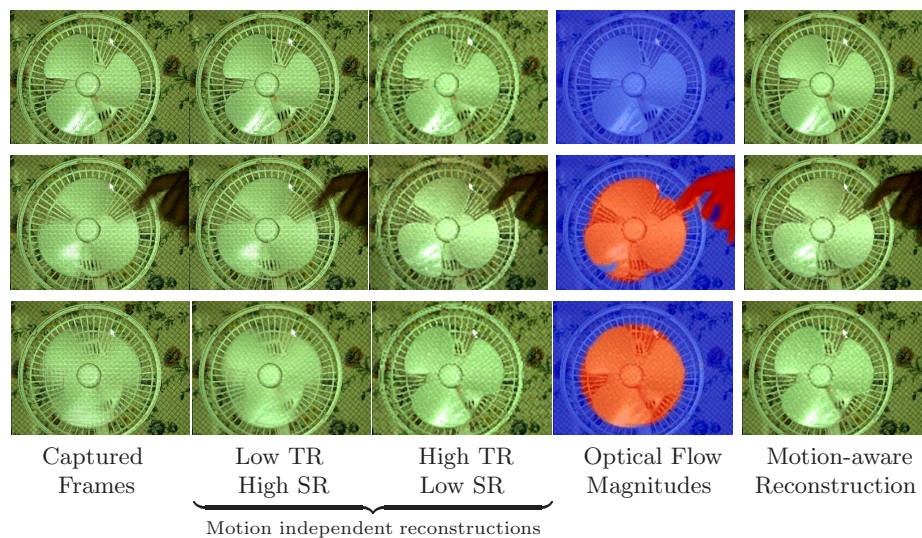 Captured
Frames
Low TR
High SR
High TR
Low SR
Optical Flow
Magnitudes
Motion-aware
Reconstruction
Motion independent reconstructions